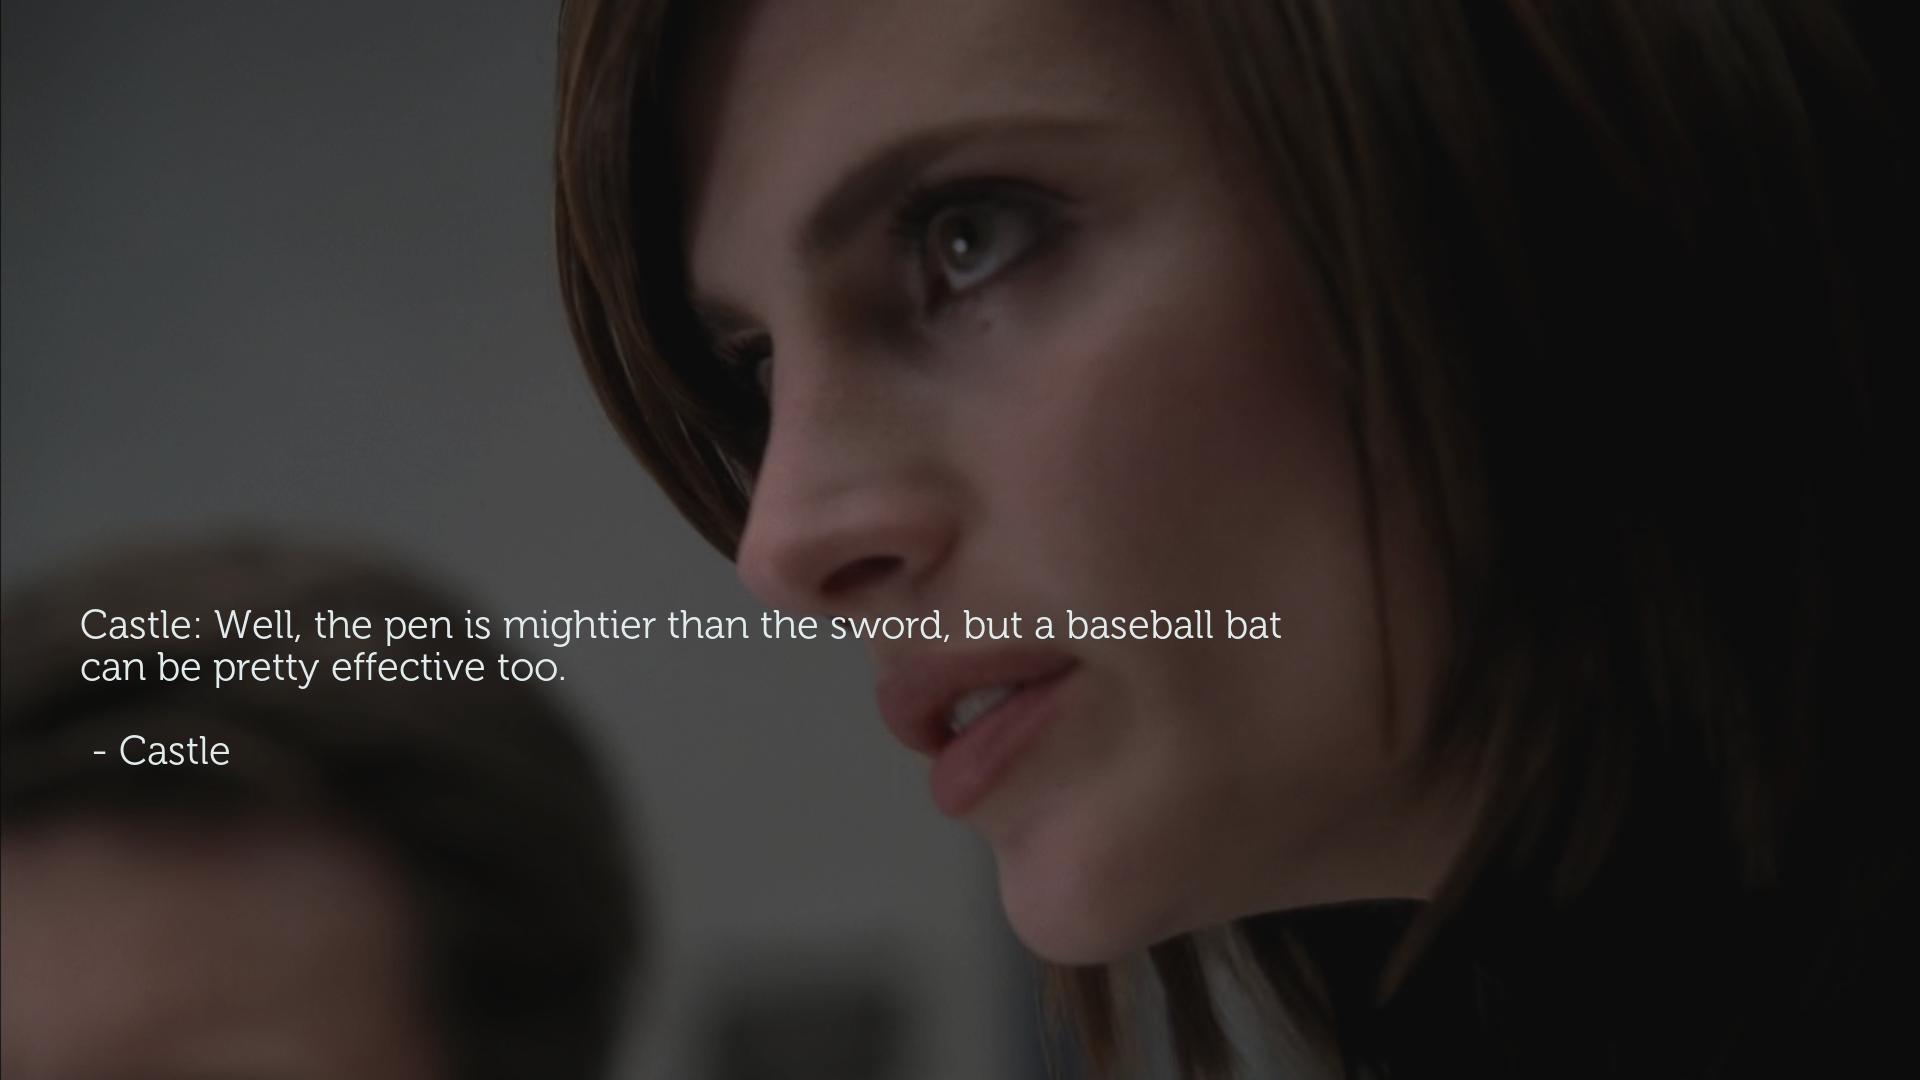 Castle: Well, the pen is mightier than the sword, but a baseball bat
can be pretty effective too.
- Castle